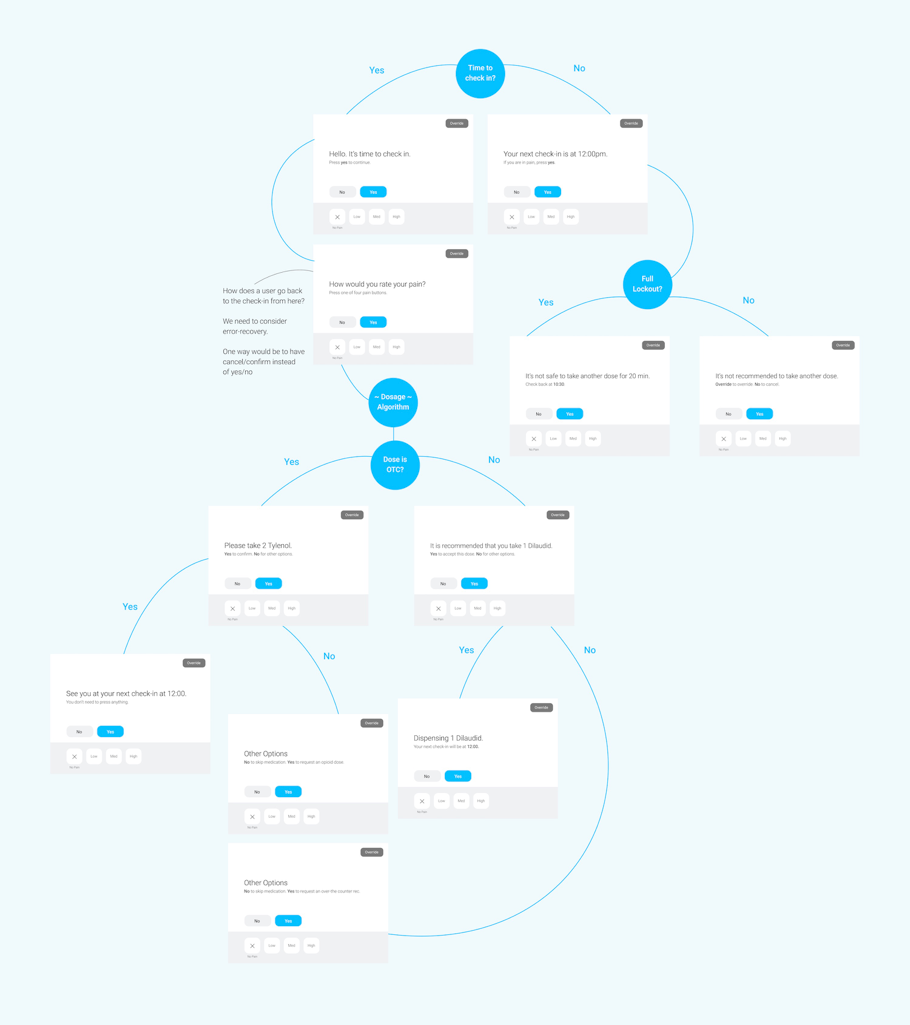 Time to
check in?
Yes
No
Override
Hello. It's time to check in.
Press yes to continue
No
Yes
Low
Med
High
No Pain
Override
Your next check-in is at 12:00pm.
If you are in pain, press yes
No
Yes
Low
Med
High
No Pain
Override
How would you rate your pain?
Press one of four pain buttons
No
Yes
Low
Med
High
No Pain
How does a user go back
to the check-in from here?
We need to consider
error-recovery.
One way would be to have
cancel/confirm instead
of yes/no
Full
Lockout?
Yes
No
Override
It's not safe to take another dose for 20 min.
Check back at 10:30.
No
Yes
Low
Med
High
No Pain
Override
It's not recommended to take another dose.
Override to override. No to cancel.
No
Yes
Low
Med
High
No Pain
~ Dosage ~
Algorithm
Dose is
OTC?
Yes
No
Override
Please take 2 Tylenol.
Yes to confirm. No for other options.
No
Yes
Low
Med
High
No Pain
Override
It is recommended that you take 1 Dilaudid.
Yes to accept this dose. No for other options.
No
Yes
Low
Med
High
No Pain
Yes
No
Yes
No
Override
See you at your next check-in at 12:00.
You don't need to press anything.
No
Yes
Low
Med
High
No Pain
Override
Dispensing 1 Dilaudid.
Your next check in will be at 12:00.
No
Yes
Low
Med
High
No Pain
Override
Other Options
No to skip medication. Yes to request an opioid dose.
No
Yes
Low
Med
High
No Pain
Override
Other Options
No to skip medication. Yes to request an over the counter
No
Yes
Low
Med
High
No Pain